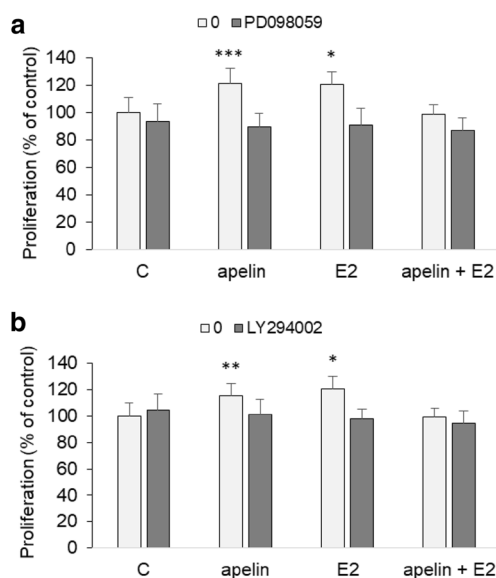 a
0 PD098059
Proliferation (% of control)
140
120
100
80
60
40
20
0
*** *
C apelin E2 apelin + E2
b
0 LY294002
Proliferation (% of control)
140
120
100
80
60
40
20
0
** *
C apelin E2 apelin + E2